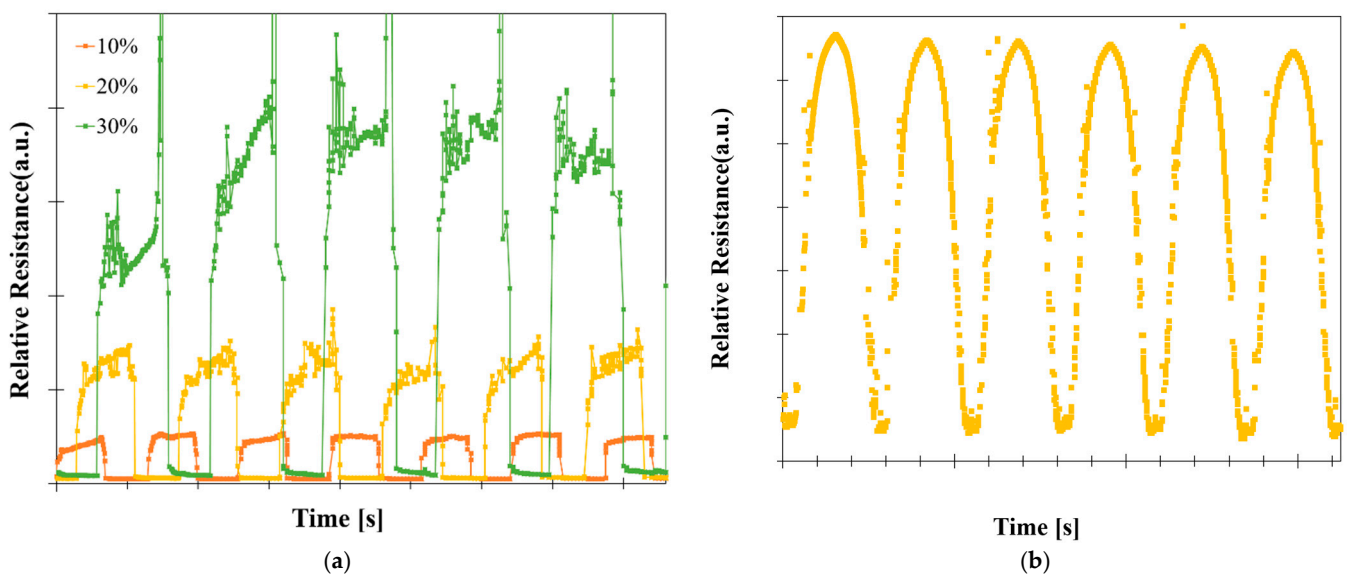 10%
20%
30%
Relative Resistance(a.u.)
Time [s]
(a)
Relative Resistance(a.u.)
Time [s]
(b)